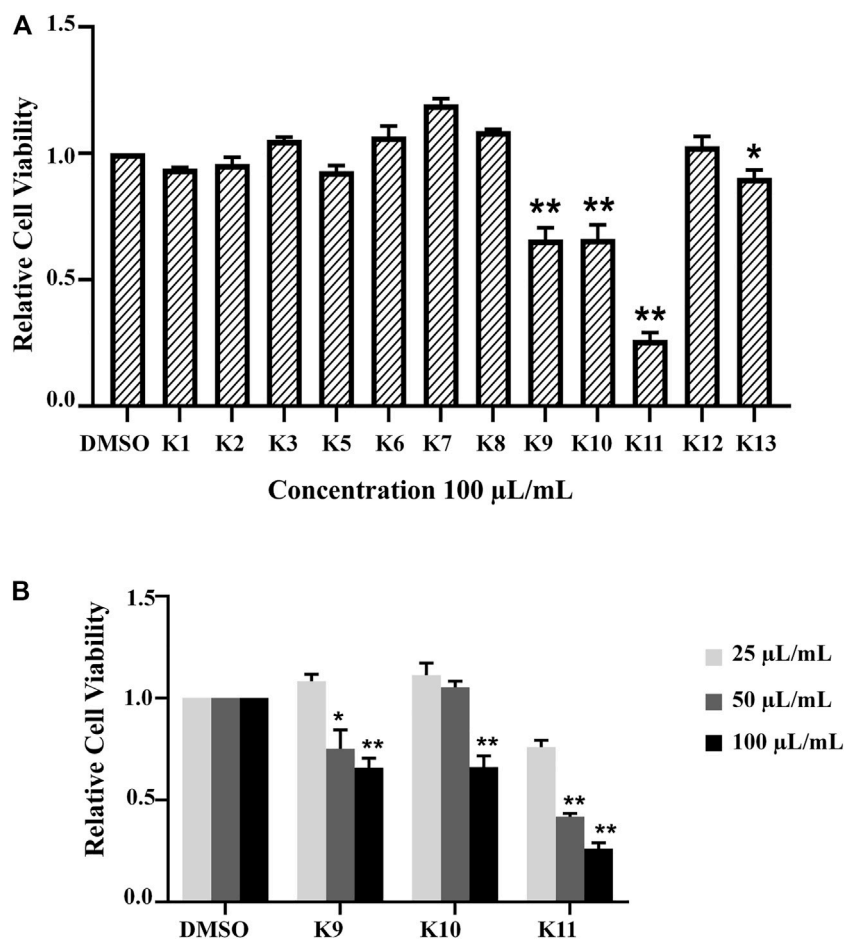 A
1.5
1.0
0.5
0.0
Relative Cell Viability
**
**
**
*
DMSO K1 K2 K3 K5 K6 K7 K8 K9 K10 K11 K12 K13
Concentration 100 µL/mL
B
1.5
1.0
0.5
0.0
Relative Cell Viability
*
**
**
**
**
DMSO K9 K10 K11
25 µL/mL
50 µL/mL
100 µL/mL